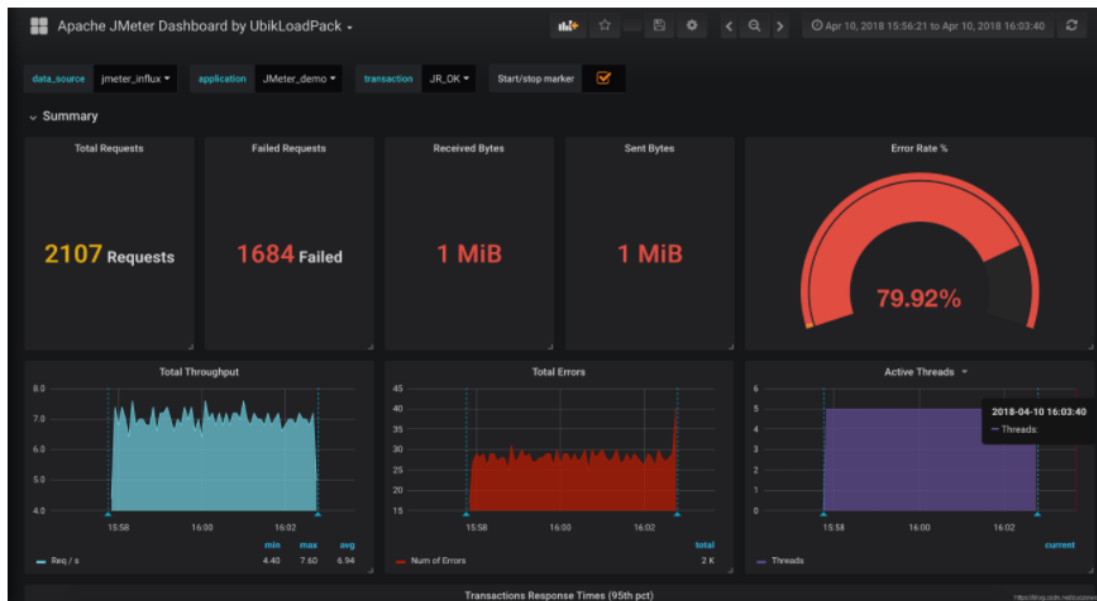 Apache JMeter Dashboard by UbikLoadPack
Apr 10, 2018 15:56:21 to Apr 10, 2018 16:03:40
data_source jmeter_influx application JMeter_demo transaction JR_OK Start/stop marker
Summary
Total Requests Failed Requests Received Bytes Sent Bytes Error Rate %
2107 Requests 1684 Failed 1 MiB 1 MiB 79.92%
Total Throughput
8.0
7.0
6.0
5.0
4.0
15:58 16:00 16:02
min max avg
Req / s 4.40 7.60 6.94
Total Errors
45
40
35
30
25
20
15
15:58 16:00 16:02
total
Num of Errors 2 K
Active Threads
6
5
4
3
2
1
0
2018-04-10 16:03:40
Threads:
15:58 16:00 16:02
current
Threads
Transactions Response Times (95th pct)